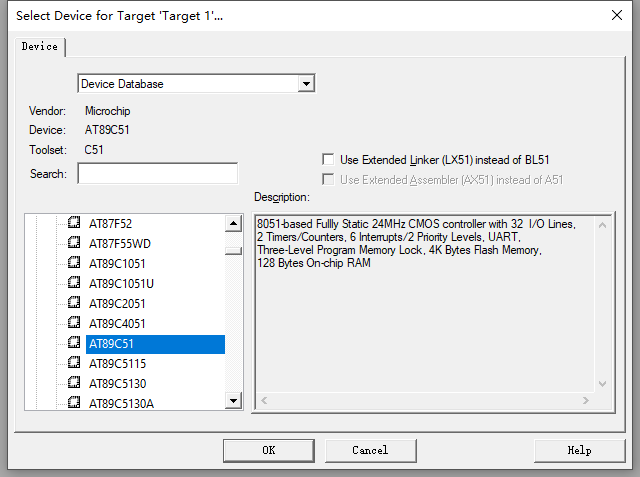 Select Device for Target 'Target 1'...
Device
Device Database
Vendor: Microchip
Device: AT89C51
Toolset: C51
Search:
Use Extended Linker (LX51) instead of BL51
Use Extended Assembler (AX51) instead of A51
Description:
AT87F52
AT87F55WD
AT89C1051
AT89C1051U
AT89C2051
AT89C4051
AT89C51
AT89C5115
AT89C5130
AT89C5130A
8051-based Fullly Static 24MHz CMOS controller with 32 I/O Lines,
2 Timers/Counters, 6 Interrupts/2 Priority Levels, UART,
Three-Level Program Memory Lock, 4K Bytes Flash Memory,
128 Bytes On-chip RAM
OK
Cancel
Help